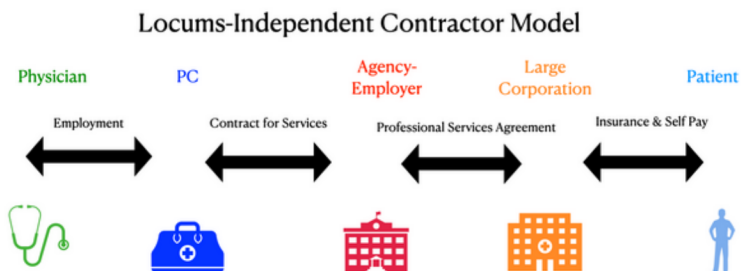 Locums-Independent Contractor Model
Physician
PC
Agency-
Employer
Large
Corporation
Patient
Employment
Contract for Services
Professional Services Agreement
Insurance & Self Pay